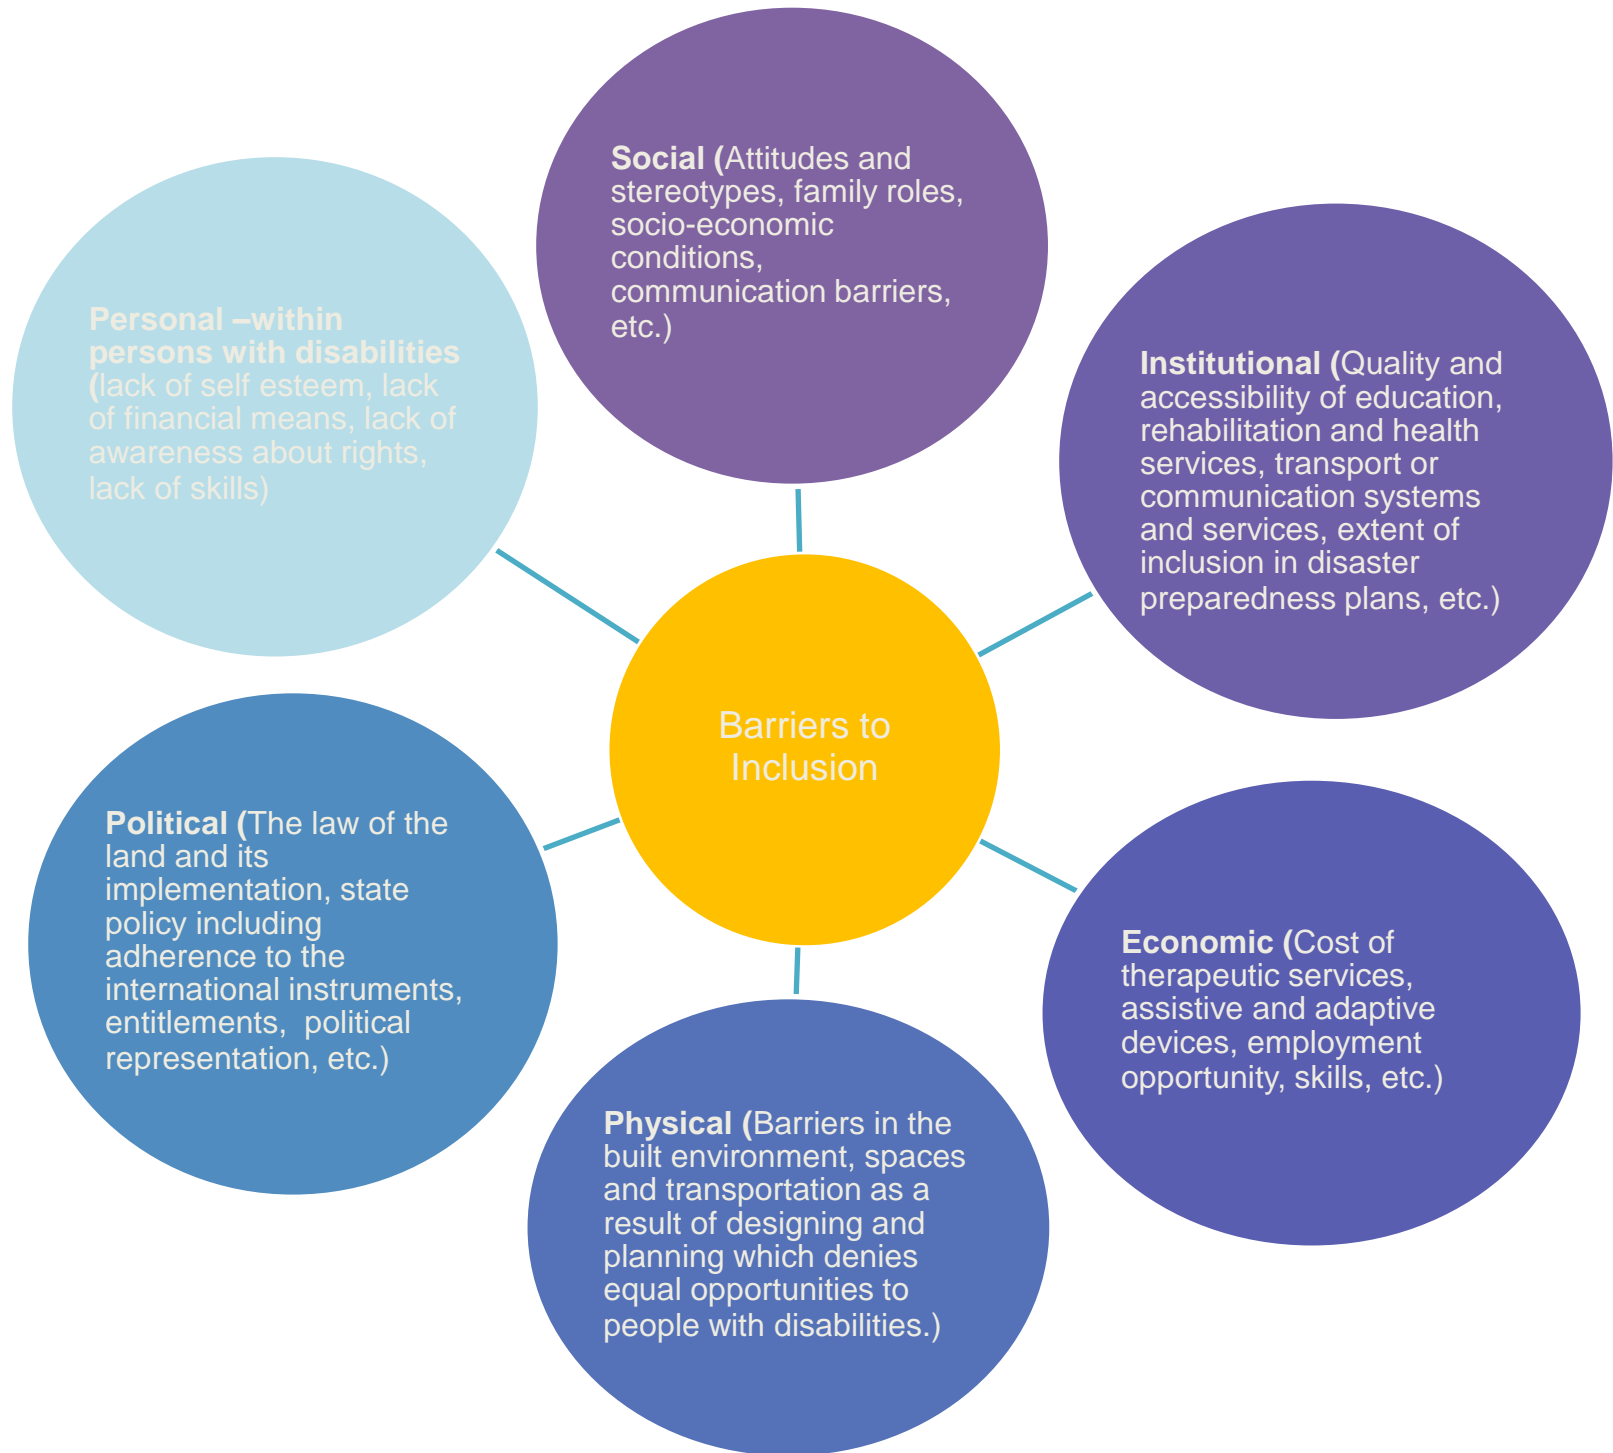 Social (Attitudes and
stereotypes, family roles,
socio-economic
conditions,
communication barriers,
etc.)
Institutional (Quality and
accessibility of education,
rehabilitation and health
services, transport or
communication systems
and services, extent of
inclusion in disaster
preparedness plans, etc.)
Economic (Cost of
therapeutic services,
assistive and adaptive
devices, employment
opportunity, skills, etc.)
Physical (Barriers in the
built environment, spaces
and transportation as a
result of designing and
planning which denies
equal opportunities to
people with disabilities.)
Political (The law of the
land and its
implementation, state
policy including
adherence to the
international instruments,
entitlements,  political
representation, etc.)
Personal –within
persons with disabilities
(lack of self esteem, lack
of financial means, lack of
awareness about rights,
lack of skills)
Barriers to
Inclusion